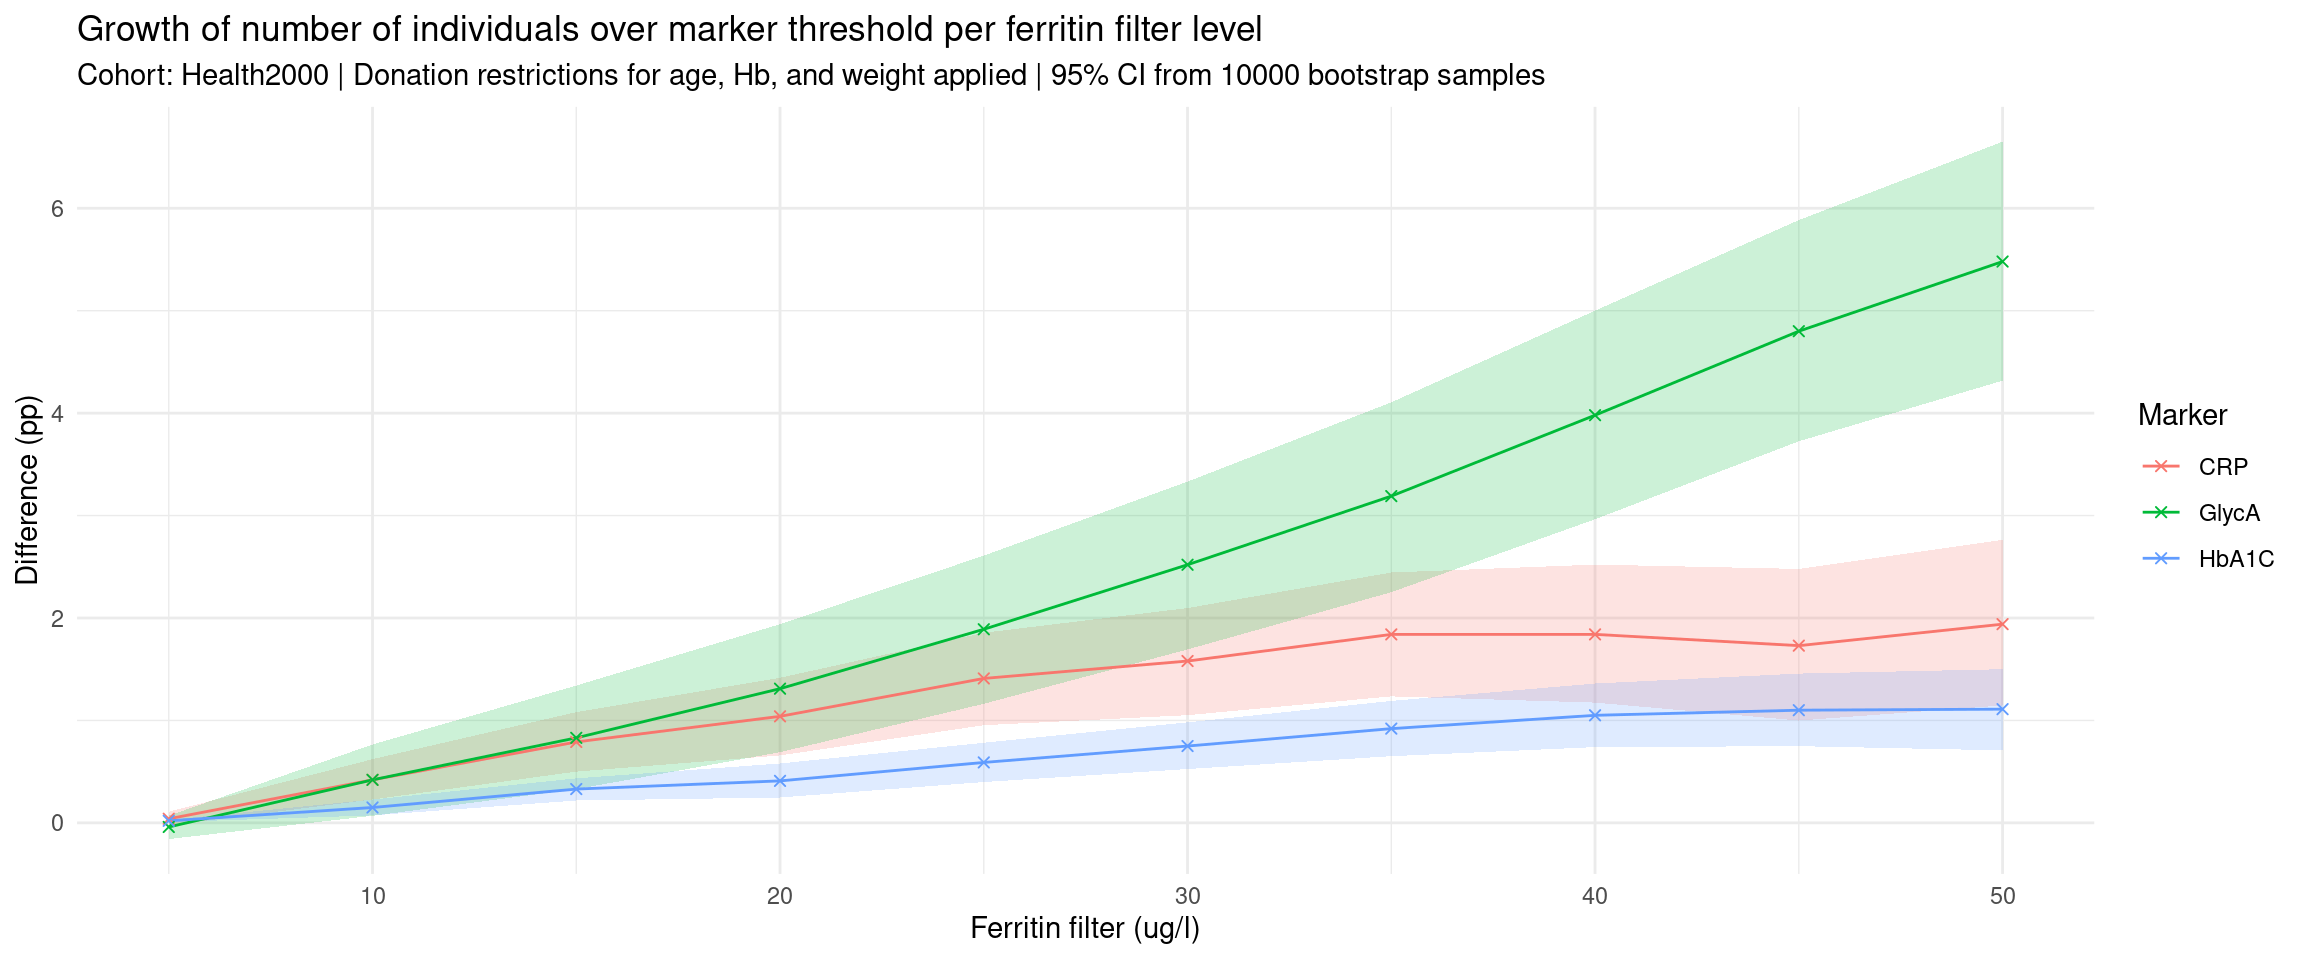 Growth of number of individuals over marker threshold per ferritin filter level
Cohort: Health2000 | Donation restrictions for age, Hb, and weight applied | 95% CI from 10000 bootstrap samples
Difference (pp)
6
4
2
0
10
20
30
40
50
Ferritin filter (ug/l)
Marker
CRP
GlycA
HbA1C